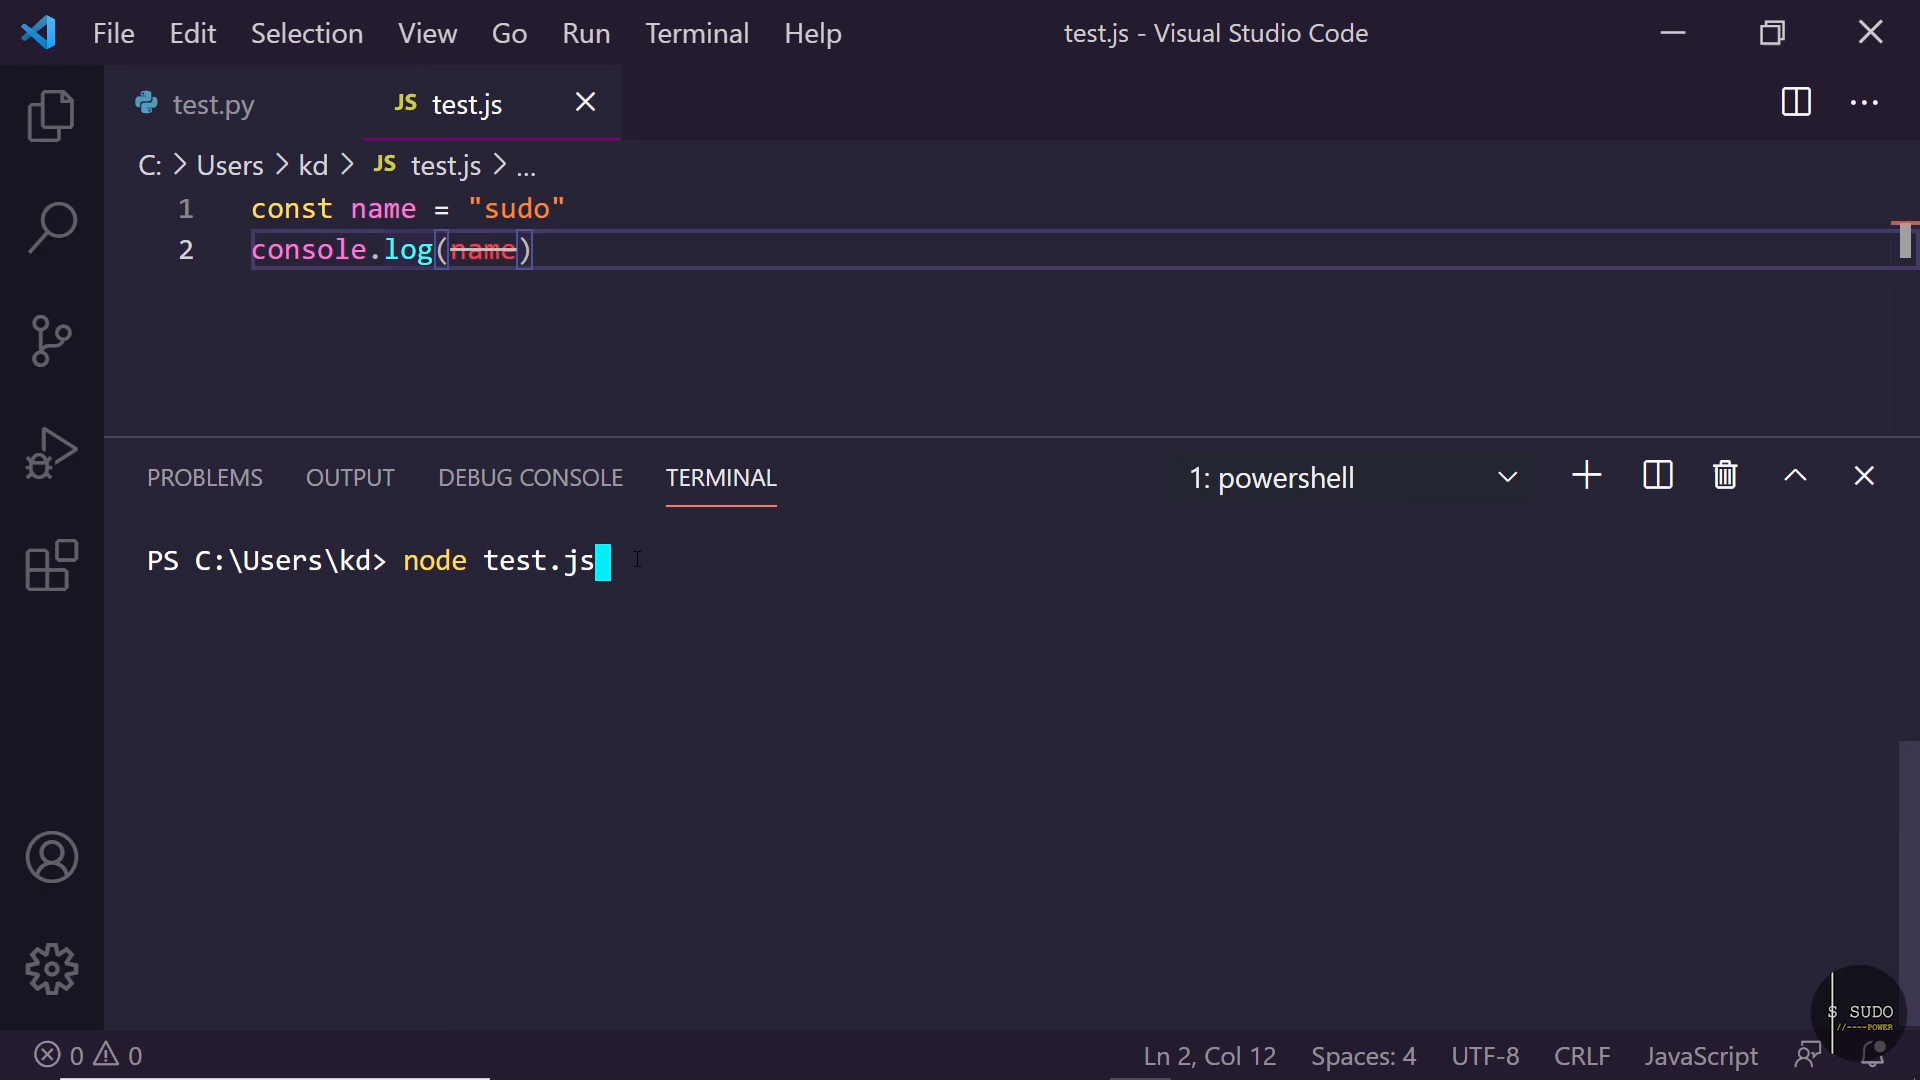 File Edit Selection View Go Run Terminal Help test.js - Visual Studio Code
test.py JS test.js
C: > Users > kd > JS test.js > ...
1 const name = "sudo"
2 console.log(name)
PROBLEMS OUTPUT DEBUG CONSOLE TERMINAL 1: powershell
PS C:\Users\kd> node test.js
S SUDO
//----POWER
0 0 Ln 2, Col 12 Spaces: 4 UTF-8 CRLF JavaScript